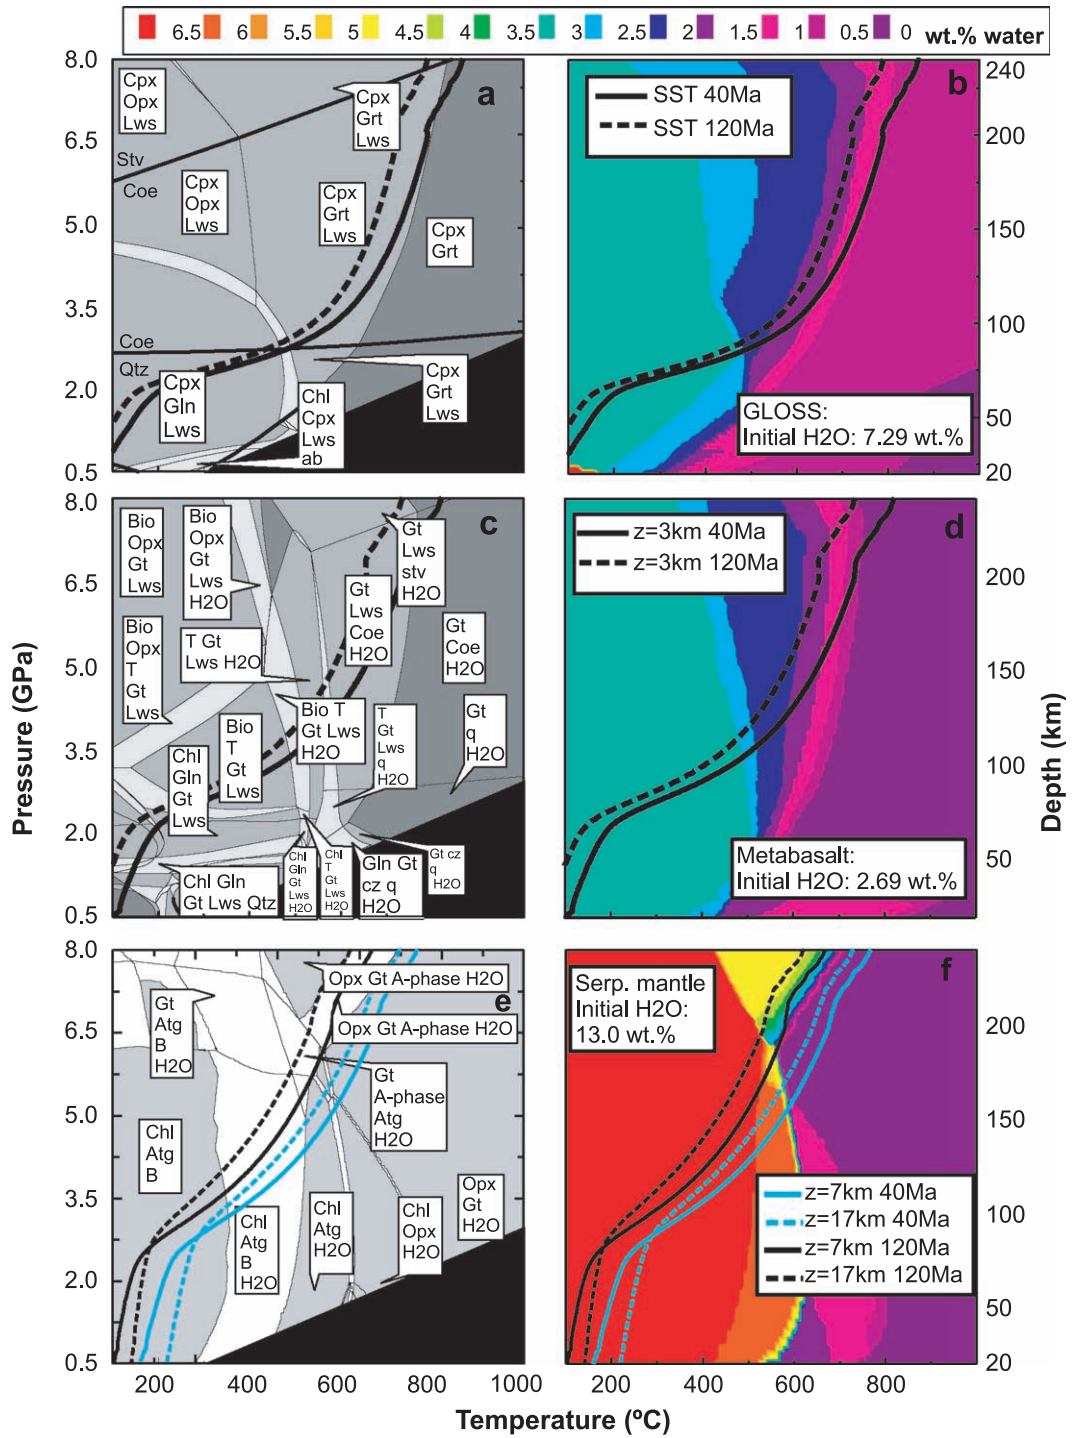 6.5 6 5.5 5 4.5 4 3.5 3 2.5 2 1.5 1 0.5 0 wt.% water
8.0
6.5
5.0
3.5
2.0
0.5
a
Cpx
Opx
Lws
Stv
Coe
Cpx
Grt
Lws
Cpx
Opx
Lws
Cpx
Grt
Lws
Cpx
Grt
Coe
Qtz
Cpx
Gln
Lws
Chl
Cpx
Lws
ab
Cpx
Grt
Lws
b
SST 40Ma
SST 120Ma
GLOSS:
Initial H2O: 7.29 wt.%
240
200
150
100
50
20
8.0
6.5
5.0
3.5
2.0
0.5
c
Bio
Opx
Gt
Lws
Bio
Opx
Gt
Lws
H2O
Gt
Lws
stv
H2O
Gt
Lws
Coe
H2O
Gt
Coe
H2O
Bio
Opx
T
Gt
Lws
T Gt
Lws H2O
Bio T
Gt Lws
H2O
T
Gt
Lws
q
H2O
Gt
q
H2O
Chl
Gln
Gt
Lws
Bio
T
Gt
Lws
Chl Gln
Gt Lws Qtz
Chl
Gln
Gt
Lws
H2O
Chl
T
Gt
Lws
H2O
Gln Gt
cz q
H2O
Gt cz
q
H2O
d
z=3km 40Ma
z=3km 120Ma
Metabasalt:
Initial H2O: 2.69 wt.%
200
150
100
50
Pressure (GPa)
Depth (km)
8.0
6.5
5.0
3.5
2.0
0.5
e
Opx Gt A-phase H2O
Opx Gt A-phase H2O
Gt
Atg
B
H2O
Gt
A-phase
Atg
H2O
Chl
Atg
B
Chl
Atg
B
H2O
Chl
Atg
H2O
Chl
Opx
H2O
Opx
Gt
H2O
f
Serp. mantle
Initial H2O:
13.0 wt.%
z=7km 40Ma
z=17km 40Ma
z=7km 120Ma
z=17km 120Ma
200
150
100
50
20
200 400 600 800 1000
200 400 600 800
Temperature (ºC)